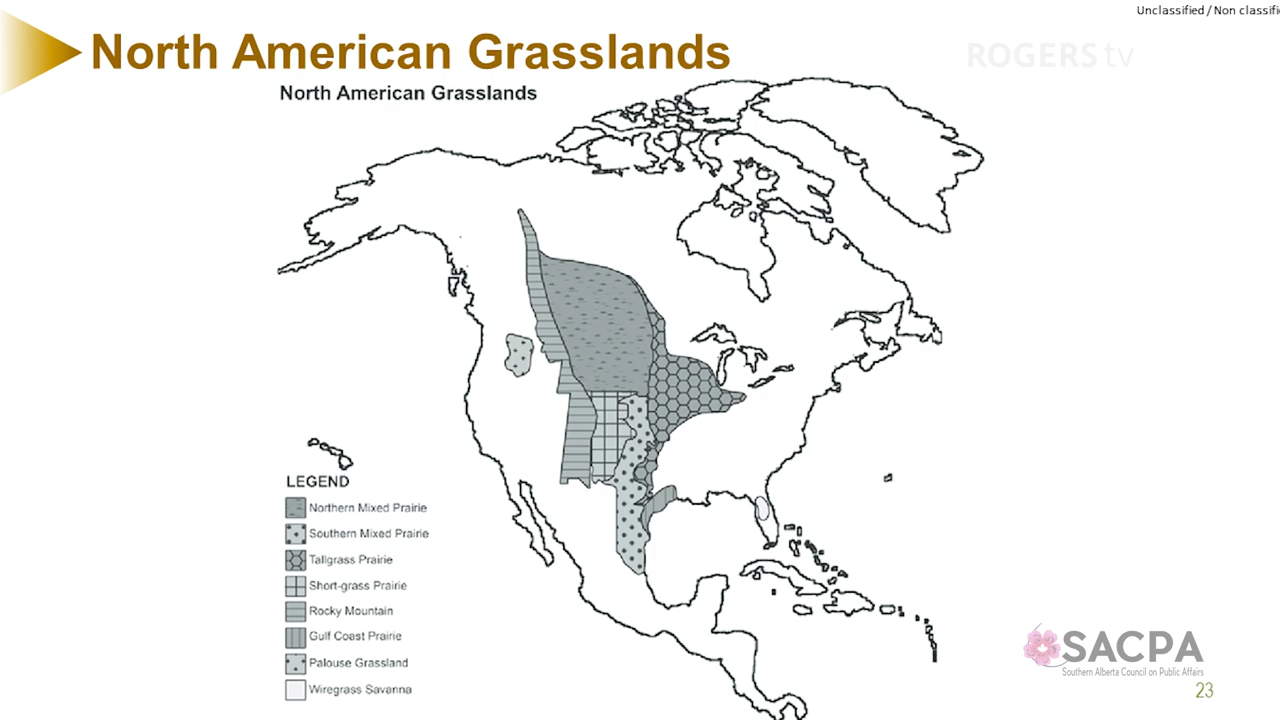 Unclassified / Non classifi
North American Grasslands
ROGERS tv
North American Grasslands
LEGEND
Northern Mixed Prairie
Southern Mixed Prairie
Tallgrass Prairie
Short-grass Prairie
Rocky Mountain
Gulf Coast Prairie
Palouse Grassland
Wiregrass Savanna
SACPA
Southern Alberta Council on Public Affairs
23